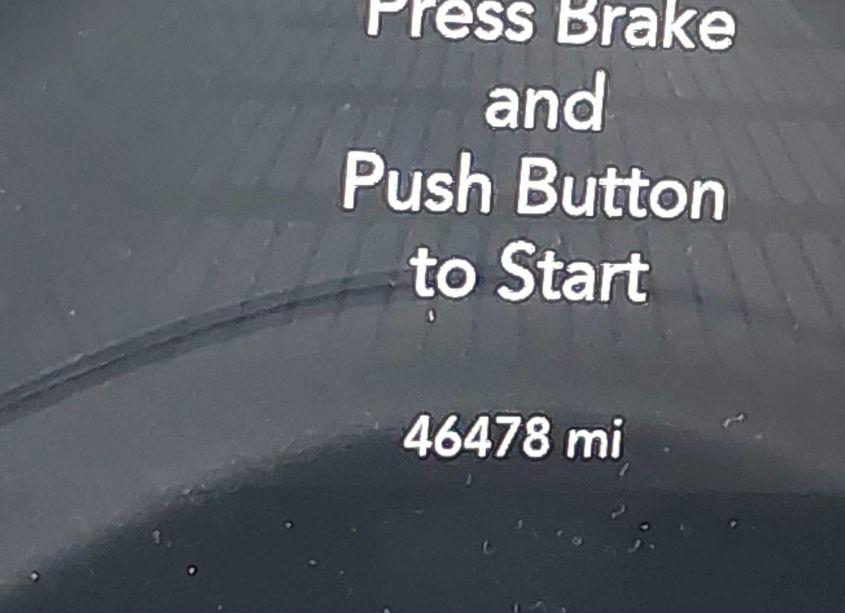 Press Brake
and
Push Button
to Start
46478 mi